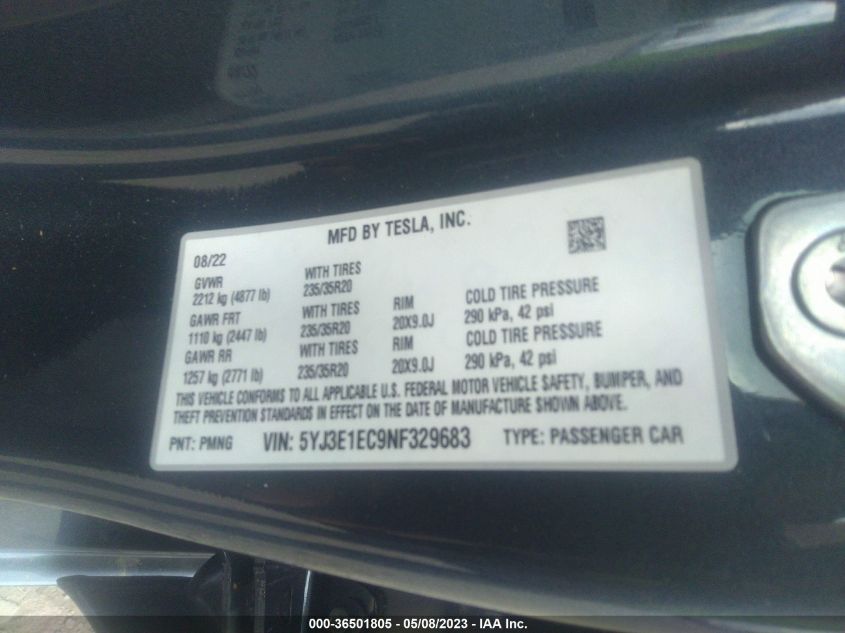 MFD BY TESLA, INC.
08/22
GVWR WITH TIRES
2212 kg (4877 lb) 235/35R20
GAWR FRT WITH TIRES RIM COLD TIRE PRESSURE
1110 kg (2447 lb) 235/35R20 20X9.0J 290 kPa, 42 psi
GAWR RR WITH TIRES RIM COLD TIRE PRESSURE
1257 kg (2771 lb) 235/35R20 20X9.0J 290 kPa, 42 psi
THIS VEHICLE CONFORMS TO ALL APPLICABLE U.S. FEDERAL MOTOR VEHICLE SAFETY, BUMPER, AND
THEFT PREVENTION STANDARDS IN EFFECT ON THE DATE OF MANUFACTURE SHOWN ABOVE.
PNT: PMNG VIN: 5YJ3E1EC9NF329683 TYPE: PASSENGER CAR
000-36501805 - 05/08/2023 - © IAA Inc.